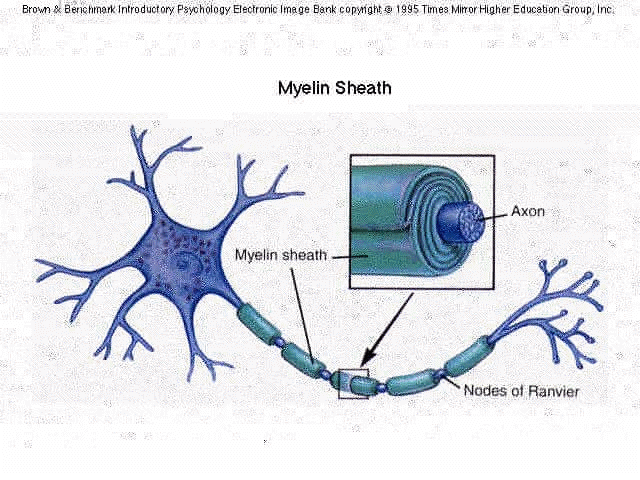 Brown & Benchmark Introductory Psychology Electronic Image Bank copyright © 1995 Times Mirror Higher Education Group, Inc.
Myelin Sheath
Axon
Myelin sheath
Nodes of Ranvier